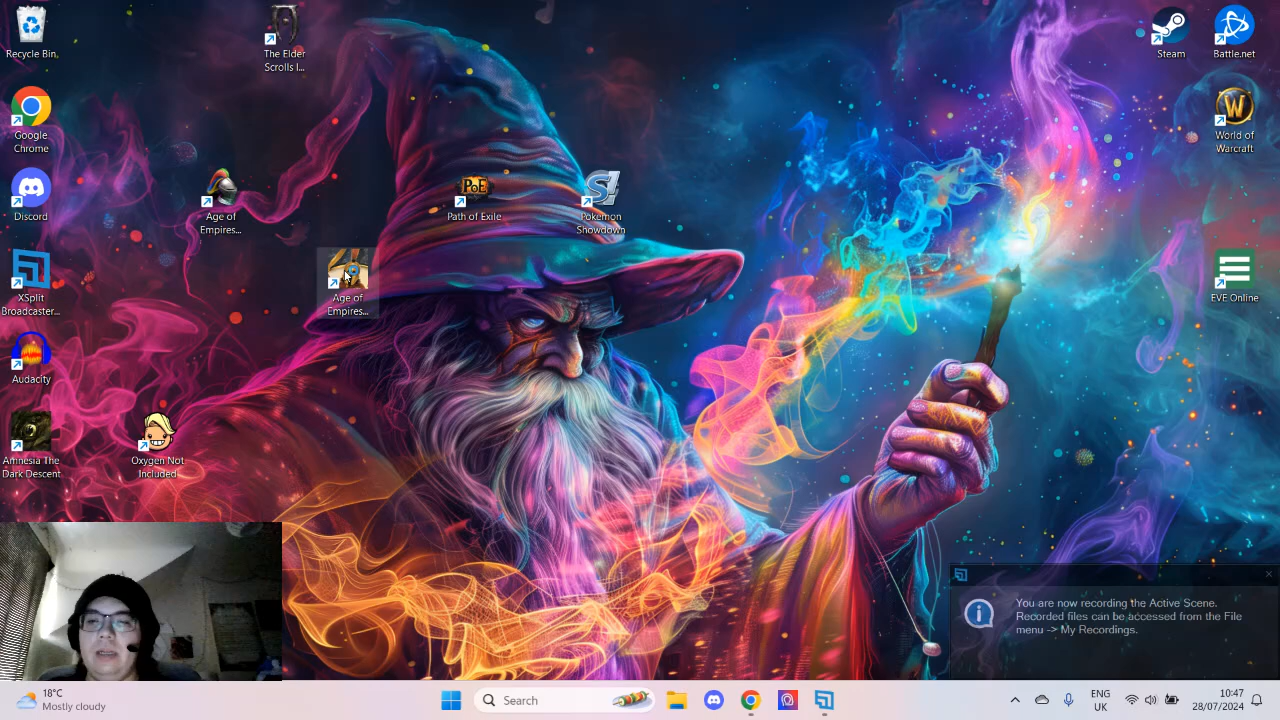 Recycle Bin
The Elder
Scrolls I...
Steam
Battle.net
Google
Chrome
World of
Warcraft
Discord
Age of
Empires...
PoE
Path of Exile
Pokemon
Showdown
XSplit
Broadcaster...
Age of
Empires...
EVE Online
Audacity
Amnesia The
Dark Descent
Oxygen Not
Included
You are now recording the Active Scene.
Recorded files can be accessed from the File
menu -> My Recordings.
18°C
Mostly cloudy
Search
ENG
UK
10:47
28/07/2024